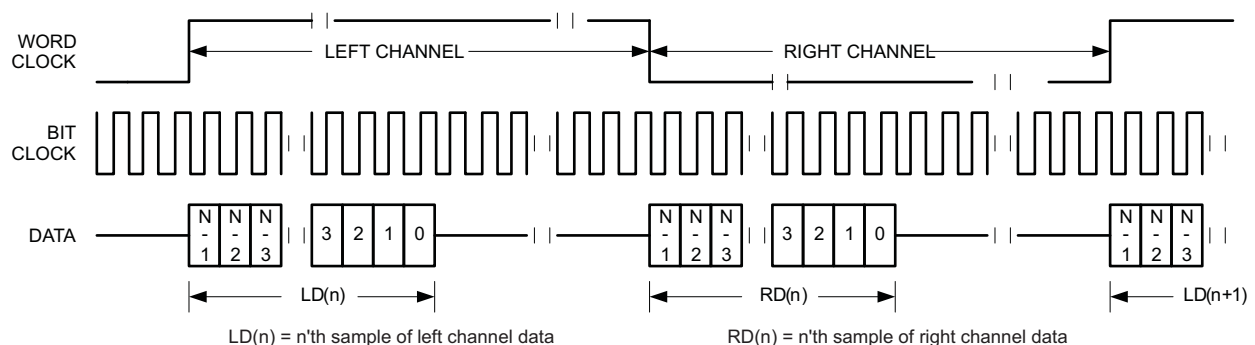 WORD
CLOCK
LEFT CHANNEL
RIGHT CHANNEL
BIT
CLOCK
DATA
N
-
1
N
-
2
N
-
3
3 2 1 0
N
-
1
N
-
2
N
-
3
3 2 1 0
N
-
1
N
-
2
N
-
3
LD(n)
RD(n)
LD(n+1)
LD(n) = n'th sample of left channel data
RD(n) = n'th sample of right channel data